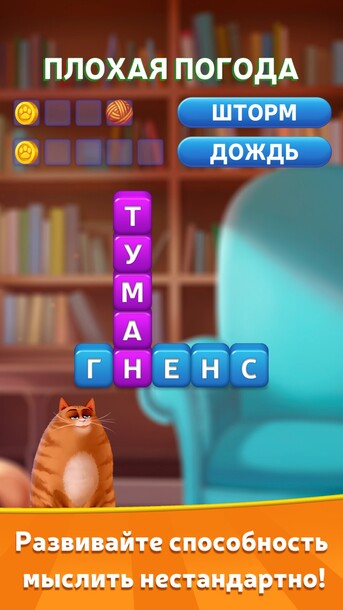 ПЛОХАЯ ПОГОДА
ШТОРМ
ДОЖДЬ
Т
У
М
А
Г Н Е Н С
Развивайте способность
мыслить нестандартно!